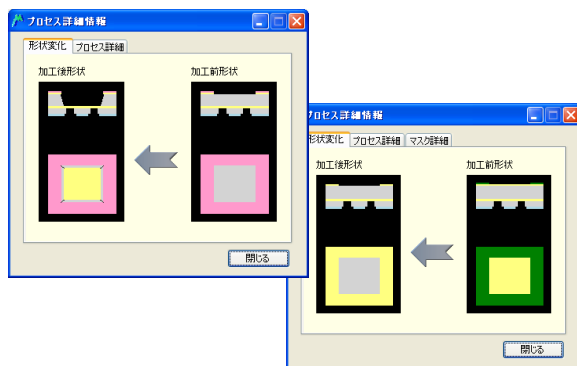 プロセス詳細情報
形状変化 プロセス詳細
加工後形状 加工前形状
閉じる
プロセス詳細情報
形状変化 プロセス詳細 マスク詳細
加工後形状 加工前形状
閉じる